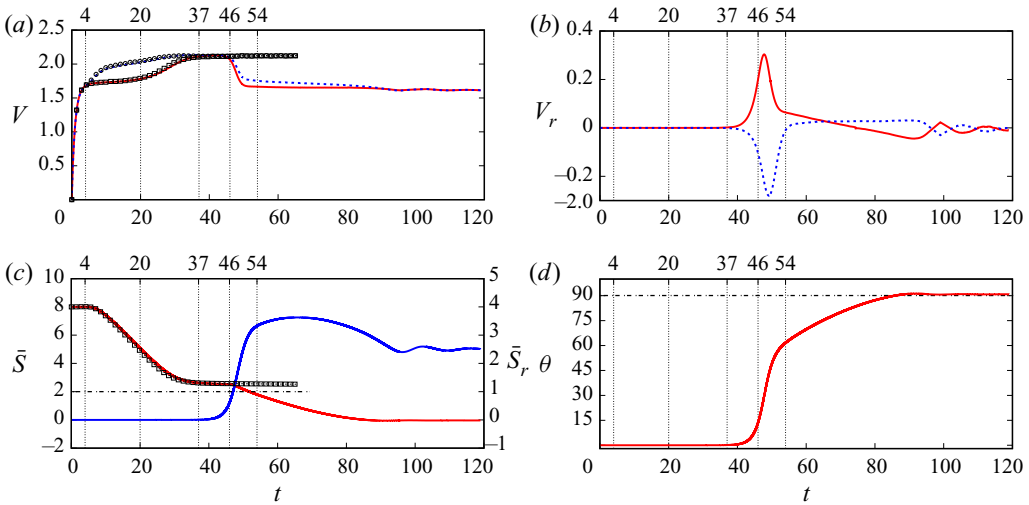 (a) 4 20 37 46 54
2.5
2.0
V 1.5
1.0
0.5
0 20 40 60 80 100 120
(b) 4 20 37 46 54
0.4
0.2
V_r 0
−0.2
−2.0
0 20 40 60 80 100 120
(c) S̄ 4 20 37 46 54
10 5
8 4
6 3
4 2 S̄_r
2 1
0 0
−2 −1
0 20 40 60 80 100 120
t
(d) 4 20 37 46 54
90
75
θ 60
45
30
15
0 20 40 60 80 100 120
t